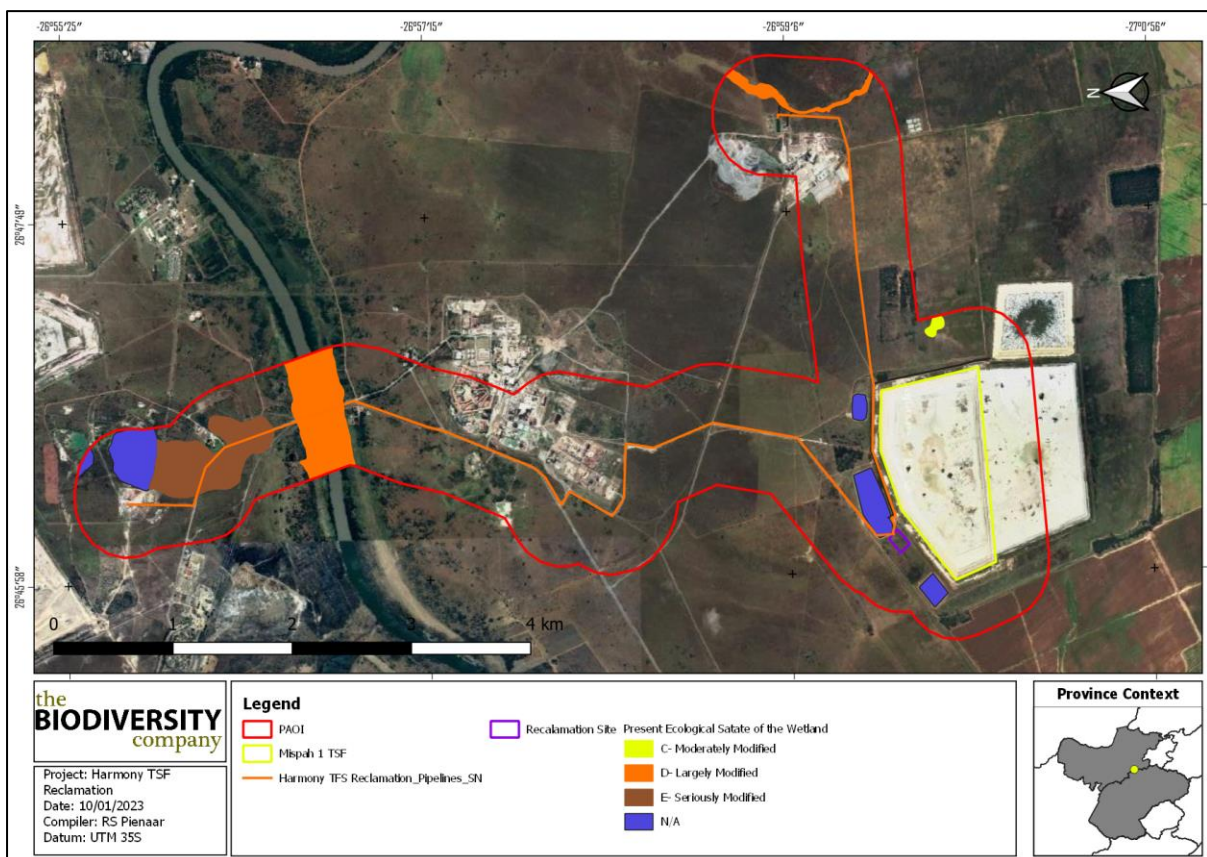 -26°55'25" -26°57'15" -26°59'6" -27°0'56"
26°47'49"
26°45'58"
N
0 1 2 3 4 km
the
BIODIVERSITY
company
Project: Harmony TSF
Reclamation
Date: 10/01/2023
Compiler: RS Pienaar
Datum: UTM 35S
Legend
PAOI
Mispah 1 TSF
Harmony TFS Reclamation_Pipelines_SN
Recalamation Site
Present Ecological Satate of the Wetland
C- Moderately Modified
D- Largely Modified
E- Seriously Modified
N/A
Province Context